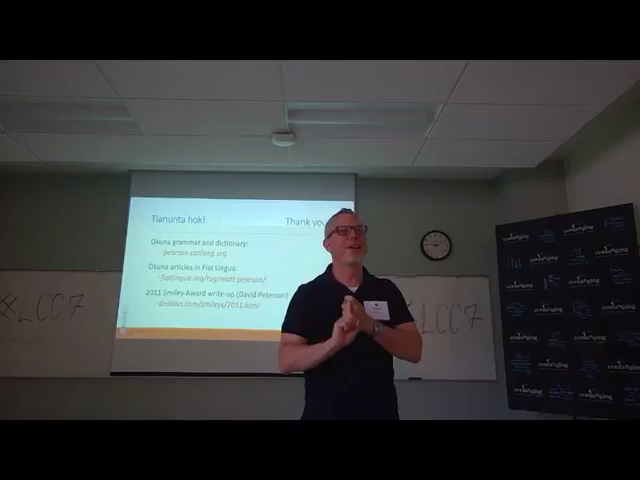 Tianunta hok!
Thank you
Okuna grammar and dictionary:
pearson.conlang.org
Okuna articles in Fiat Lingua:
fiatlingua.org/tag/matt-pearson/
2011 Smiley Award write-up (David Peterson)
dedalvs.com/smileys/2011.html
LCC7
LCC7
conlanging